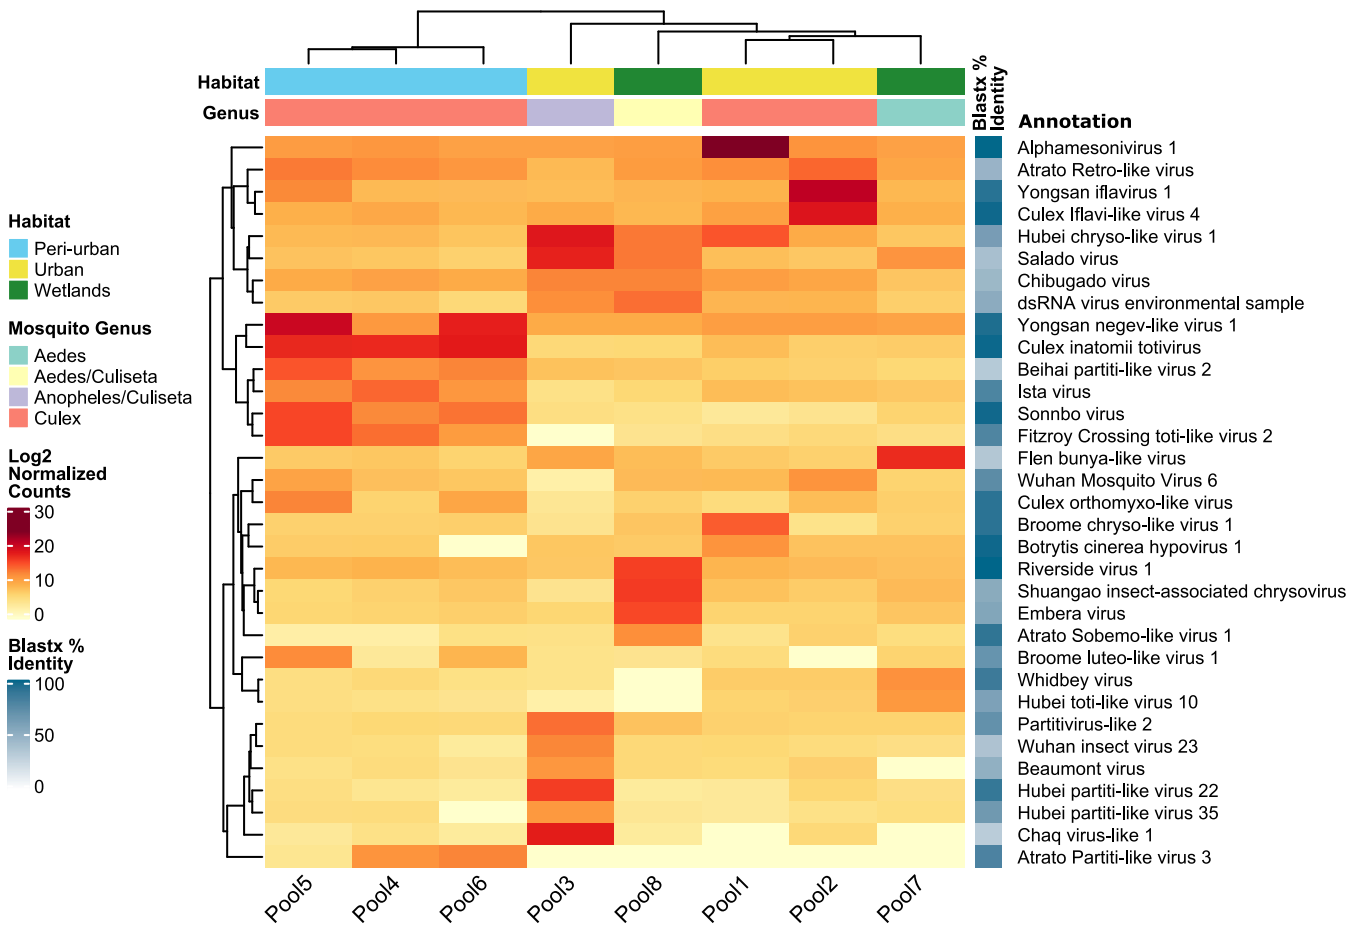 Habitat
Genus
Blastx %
Identity
Annotation
Alphamesonivirus 1
Atrato Retro-like virus
Yongsan iflavirus 1
Culex Iflavi-like virus 4
Hubei chryso-like virus 1
Salado virus
Chibugado virus
dsRNA virus environmental sample
Yongsan negev-like virus 1
Culex inatomii totivirus
Beihai partiti-like virus 2
Ista virus
Sonnbo virus
Fitzroy Crossing toti-like virus 2
Flen bunya-like virus
Wuhan Mosquito Virus 6
Culex orthomyxo-like virus
Broome chryso-like virus 1
Botrytis cinerea hypovirus 1
Riverside virus 1
Shuangao insect-associated chrysovirus
Embera virus
Atrato Sobemo-like virus 1
Broome luteo-like virus 1
Whidbey virus
Hubei toti-like virus 10
Partitivirus-like 2
Wuhan insect virus 23
Beaumont virus
Hubei partiti-like virus 22
Hubei partiti-like virus 35
Chaq virus-like 1
Atrato Partiti-like virus 3
Habitat
Peri-urban
Urban
Wetlands
Mosquito Genus
Aedes
Aedes/Culiseta
Anopheles/Culiseta
Culex
Log2
Normalized
Counts
30
20
10
0
Blastx %
Identity
100
50
0
Pool5 Pool4 Pool6 Pool3 Pool8 Pool1 Pool2 Pool7